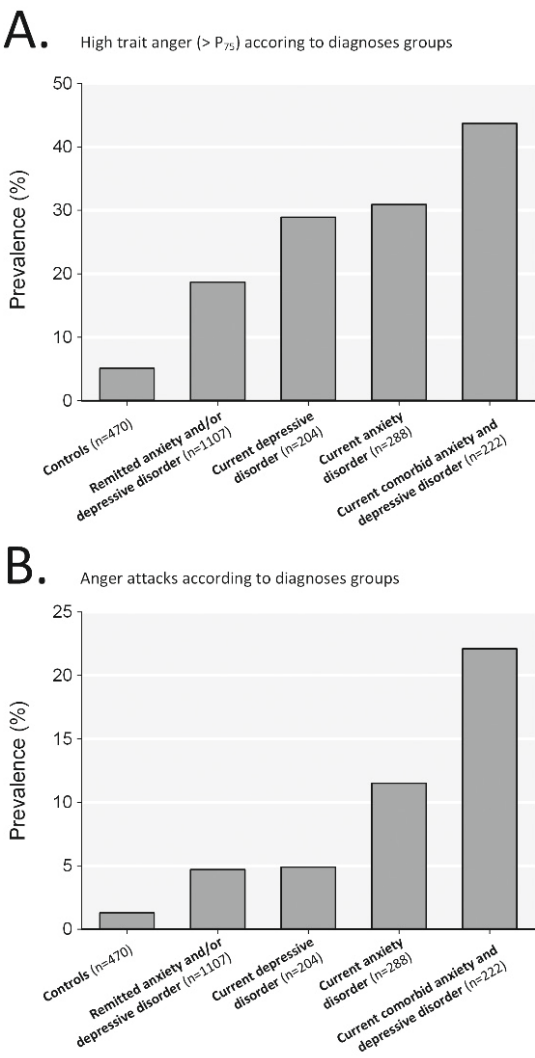 A. High trait anger (> P75) accoring to diagnoses groups
Prevalence (%)
50
40
30
20
10
0
Controls (n=470)
Remitted anxiety and/or
depressive disorder (n=1107)
Current depressive
disorder (n=204)
Current anxiety
disorder (n=288)
Current comorbid anxiety and
depressive disorder (n=222)
B. Anger attacks according to diagnoses groups
Prevalence (%)
25
20
15
10
5
0
Controls (n=470)
Remitted anxiety and/or
depressive disorder (n=1107)
Current depressive
disorder (n=204)
Current anxiety
disorder (n=288)
Current comorbid anxiety and
depressive disorder (n=222)